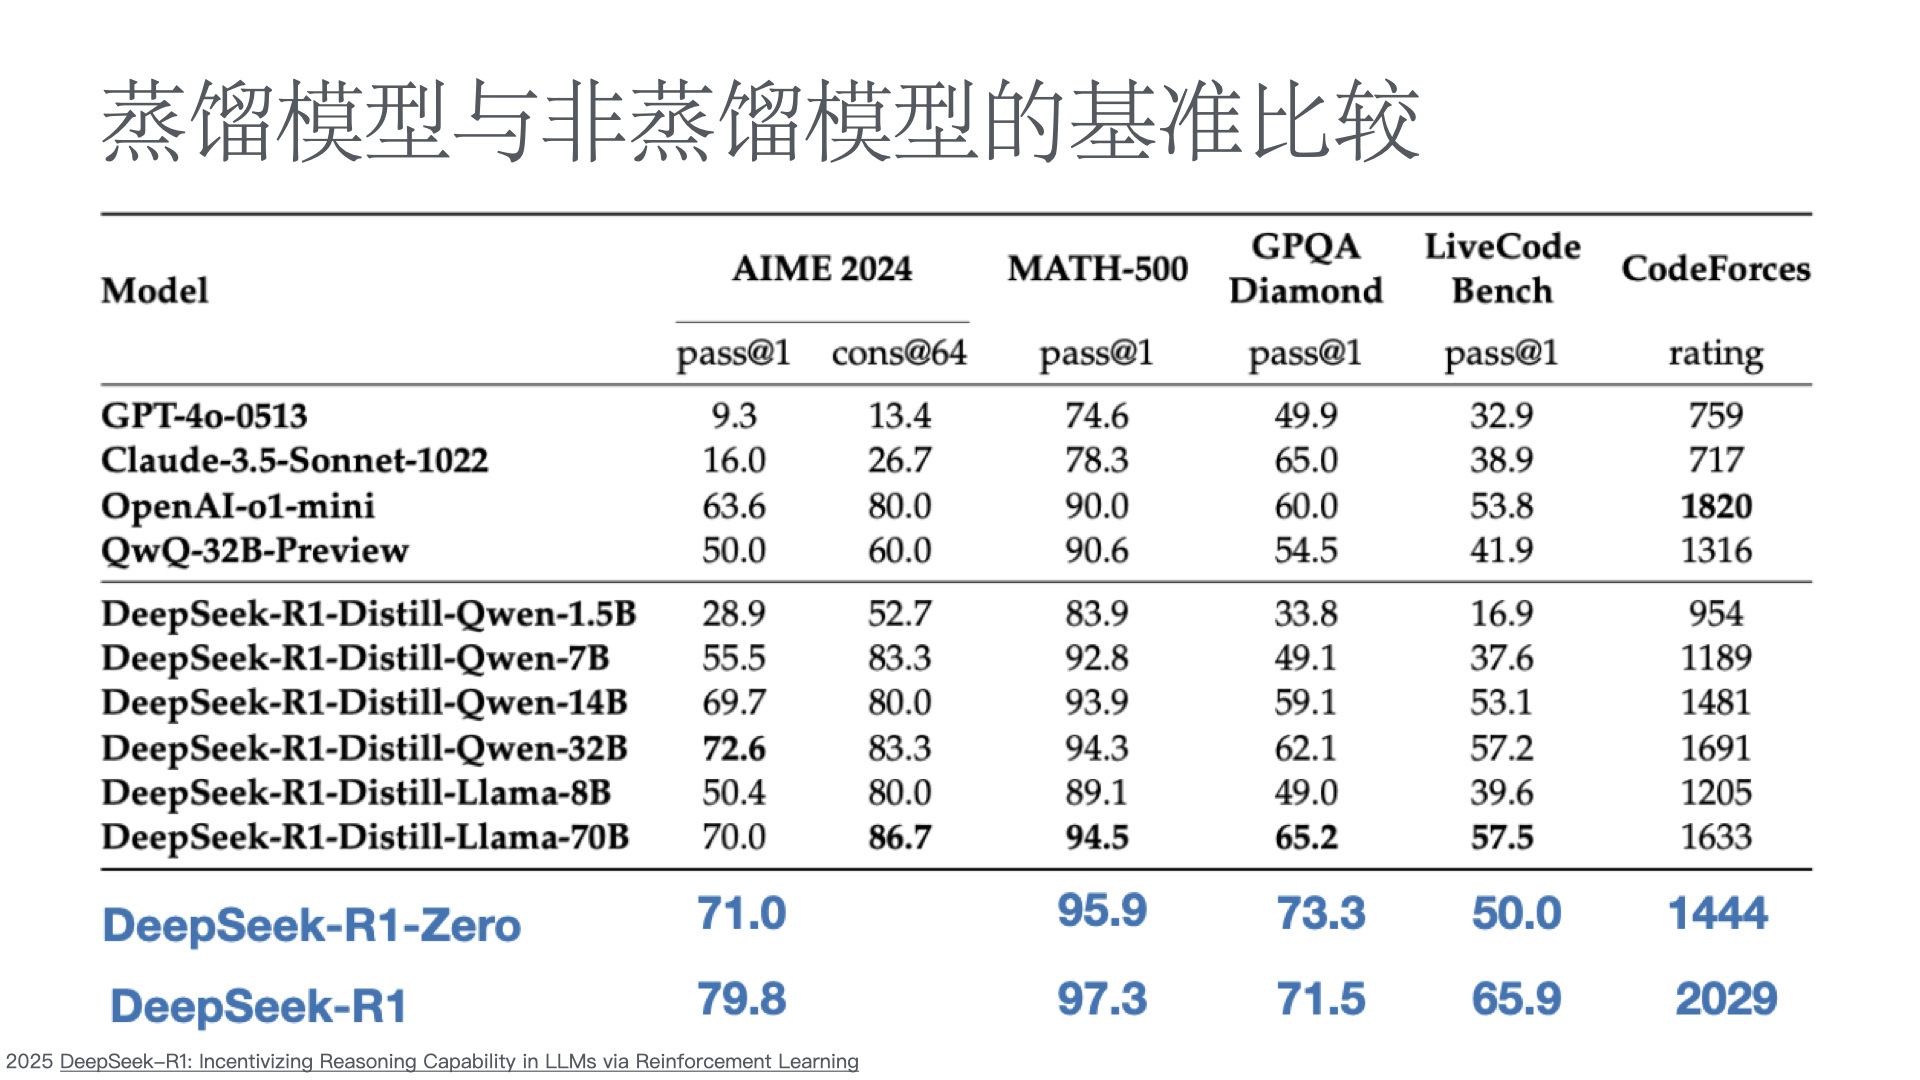 蒸馏模型与非蒸馏模型的基准比较
Model AIME 2024 MATH-500 GPQA Diamond LiveCode Bench CodeForces
pass@1 cons@64 pass@1 pass@1 pass@1 rating
GPT-4o-0513 9.3 13.4 74.6 49.9 32.9 759
Claude-3.5-Sonnet-1022 16.0 26.7 78.3 65.0 38.9 717
OpenAI-o1-mini 63.6 80.0 90.0 60.0 53.8 1820
QwQ-32B-Preview 50.0 60.0 90.6 54.5 41.9 1316
DeepSeek-R1-Distill-Qwen-1.5B 28.9 52.7 83.9 33.8 16.9 954
DeepSeek-R1-Distill-Qwen-7B 55.5 83.3 92.8 49.1 37.6 1189
DeepSeek-R1-Distill-Qwen-14B 69.7 80.0 93.9 59.1 53.1 1481
DeepSeek-R1-Distill-Qwen-32B 72.6 83.3 94.3 62.1 57.2 1691
DeepSeek-R1-Distill-Llama-8B 50.4 80.0 89.1 49.0 39.6 1205
DeepSeek-R1-Distill-Llama-70B 70.0 86.7 94.5 65.2 57.5 1633
DeepSeek-R1-Zero 71.0 95.9 73.3 50.0 1444
DeepSeek-R1 79.8 97.3 71.5 65.9 2029
2025 DeepSeek-R1: Incentivizing Reasoning Capability in LLMs via Reinforcement Learning